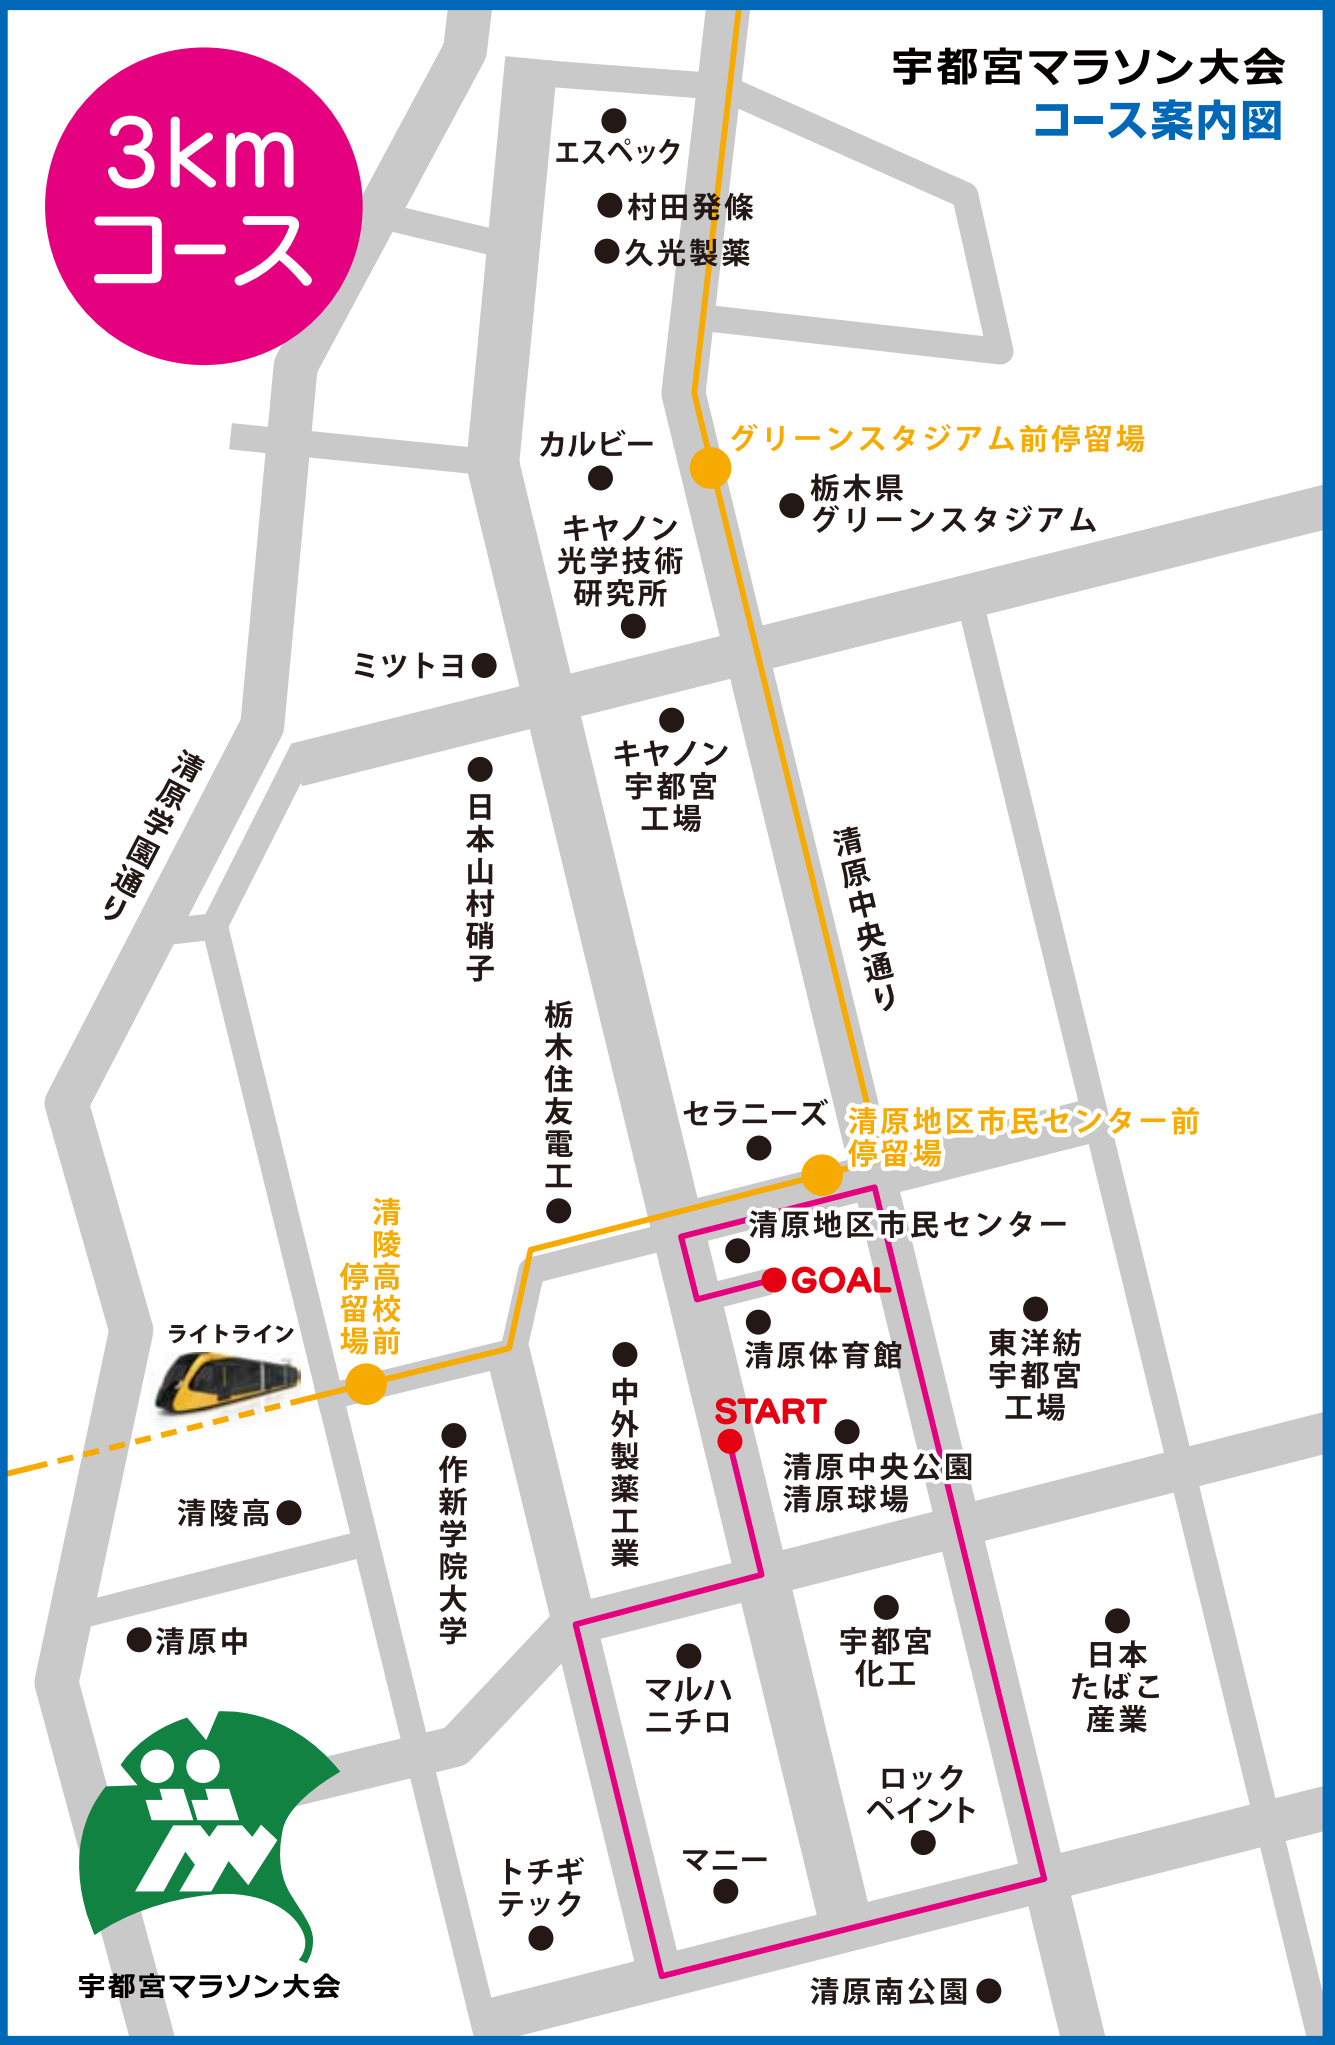 3km
コース
宇都宮マラソン大会
コース案内図
エスペック
村田発條
久光製薬
グリーンスタジアム前停留場
カルビー
栃木県
グリーンスタジアム
キヤノン
光学技術
研究所
ミツトヨ
キヤノン
宇都宮
工場
清原学園通り
日本山村硝子
清原中央通り
栃木住友電工
セラニーズ
清原地区市民センター前
停留場
清陵高校前
停留場
清原地区市民センター
GOAL
ライトライン
清原体育館
東洋紡
宇都宮
工場
中外製薬工業
START
作新学院大学
清原中央公園
清原球場
清陵高
清原中
宇都宮
化工
日本
たばこ
産業
マルハ
ニチロ
ロック
ペイント
マニー
トチギ
テック
宇都宮マラソン大会
清原南公園